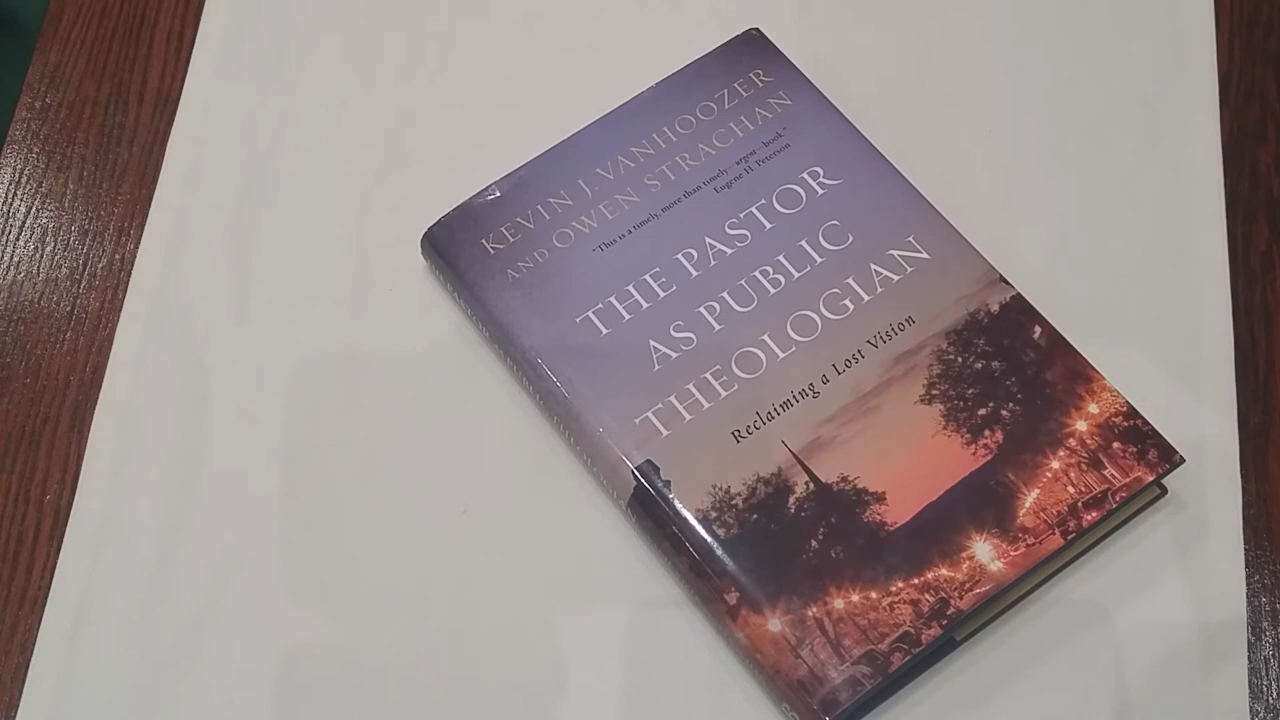 KEVIN J. VANHOOZER
AND OWEN STRACHAN
"This is a timely, more than timely—urgent—book."
Eugene H. Peterson
THE PASTOR
AS PUBLIC
THEOLOGIAN
Reclaiming a Lost Vision